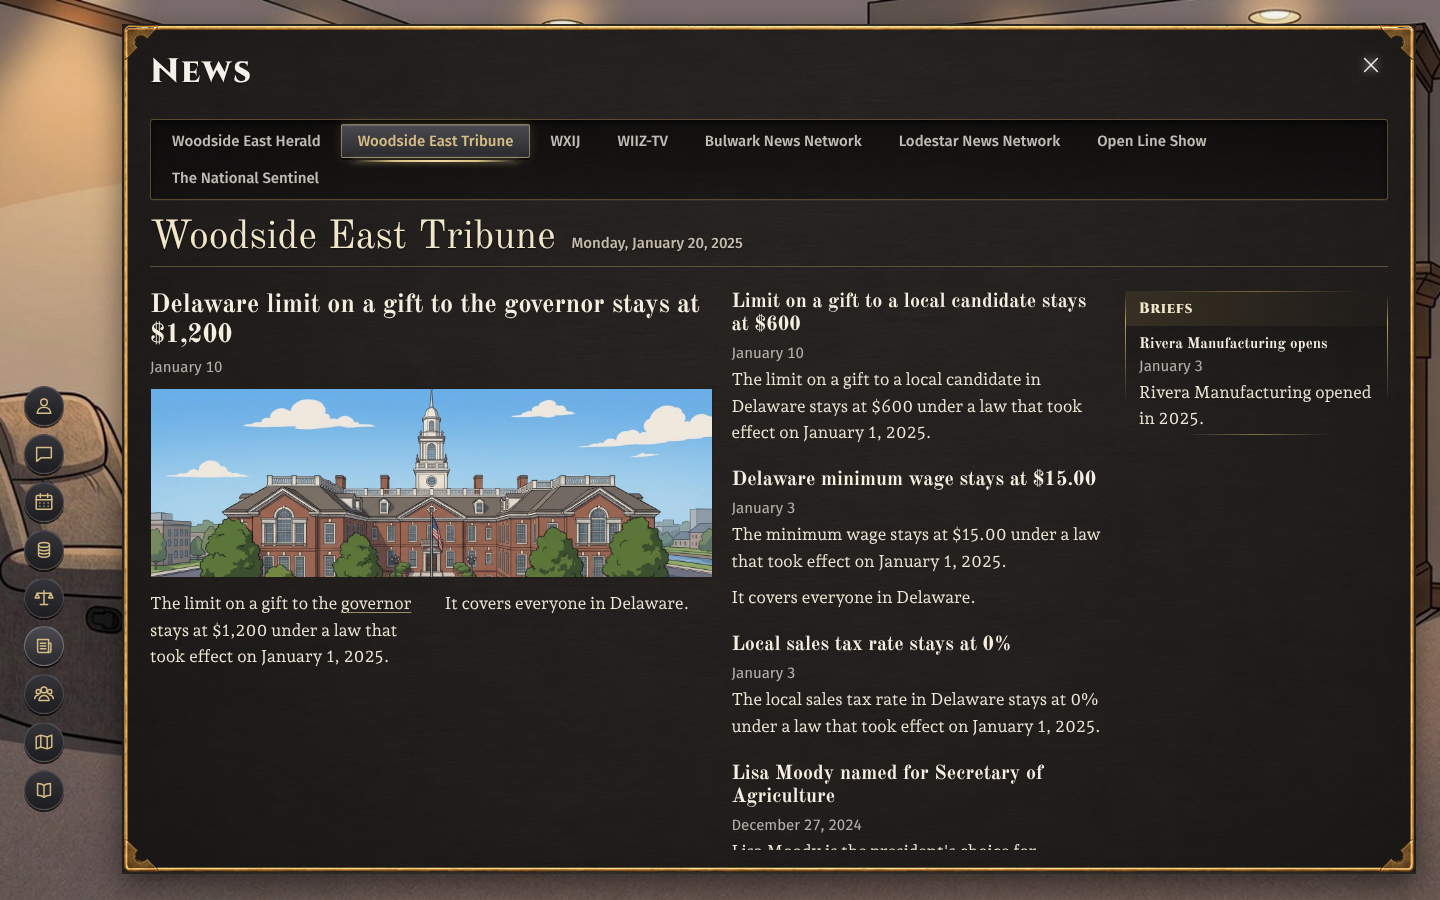 News
Woodside East Herald
Woodside East Tribune
WXIJ
WIIZ-TV
Bulwark News Network
Lodestar News Network
Open Line Show
The National Sentinel
Woodside East Tribune
Monday, January 20, 2025
Delaware limit on a gift to the governor stays at
$1,200
January 10
The limit on a gift to the governor
stays at $1,200 under a law that
took effect on January 1, 2025.
It covers everyone in Delaware.
Limit on a gift to a local candidate stays
at $600
January 10
The limit on a gift to a local candidate in
Delaware stays at $600 under a law that took
effect on January 1, 2025.
Delaware minimum wage stays at $15.00
January 3
The minimum wage stays at $15.00 under a law
that took effect on January 1, 2025.
It covers everyone in Delaware.
Local sales tax rate stays at 0%
January 3
The local sales tax rate in Delaware stays at 0%
under a law that took effect on January 1, 2025.
Lisa Moody named for Secretary of
Agriculture
December 27, 2024
Lisa Moody is the president's choice for
Briefs
Rivera Manufacturing opens
January 3
Rivera Manufacturing opened
in 2025.